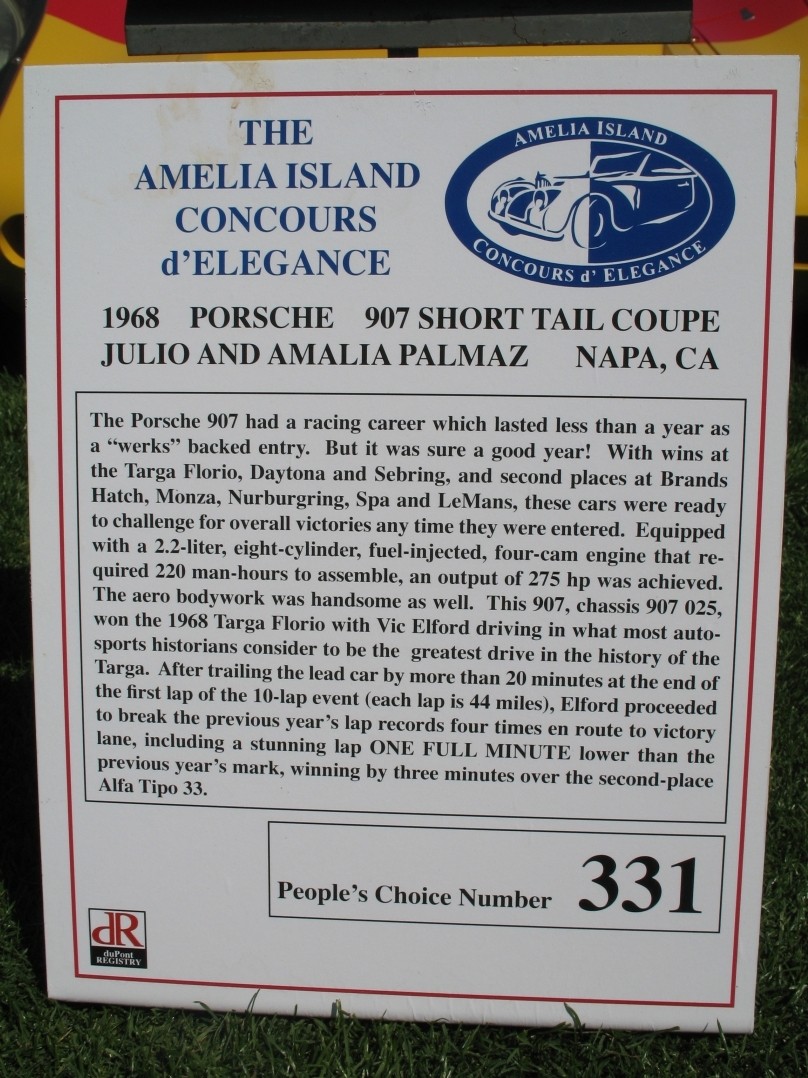 THE
AMELIA ISLAND
CONCOURS
d'ELEGANCE
AMELIA ISLAND
CONCOURS d' ELEGANCE
1968 PORSCHE 907 SHORT TAIL COUPE
JULIO AND AMALIA PALMAZ NAPA, CA
The Porsche 907 had a racing career which lasted less than a year as
a "werks" backed entry. But it was sure a good year! With wins at
the Targa Florio, Daytona and Sebring, and second places at Brands
Hatch, Monza, Nurburgring, Spa and LeMans, these cars were ready
to challenge for overall victories any time they were entered. Equipped
with a 2.2-liter, eight-cylinder, fuel-injected, four-cam engine that re-
quired 220 man-hours to assemble, an output of 275 hp was achieved.
The aero bodywork was handsome as well. This 907, chassis 907 025,
won the 1968 Targa Florio with Vic Elford driving in what most auto-
sports historians consider to be the greatest drive in the history of the
Targa. After trailing the lead car by more than 20 minutes at the end of
the first lap of the 10-lap event (each lap is 44 miles), Elford proceeded
to break the previous year's lap records four times en route to victory
lane, including a stunning lap ONE FULL MINUTE lower than the
previous year's mark, winning by three minutes over the second-place
Alfa Tipo 33.
People's Choice Number 331
dR
duPont
REGISTRY